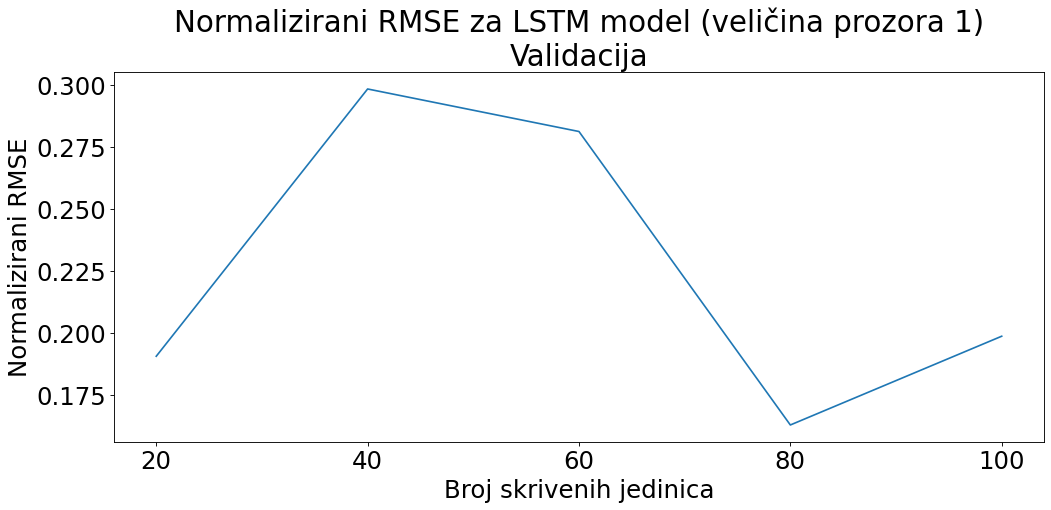 Normalizirani RMSE za LSTM model (veličina prozora 1)
Validacija
Normalizirani RMSE
0.300
0.275
0.250
0.225
0.200
0.175
20 40 60 80 100
Broj skrivenih jedinica